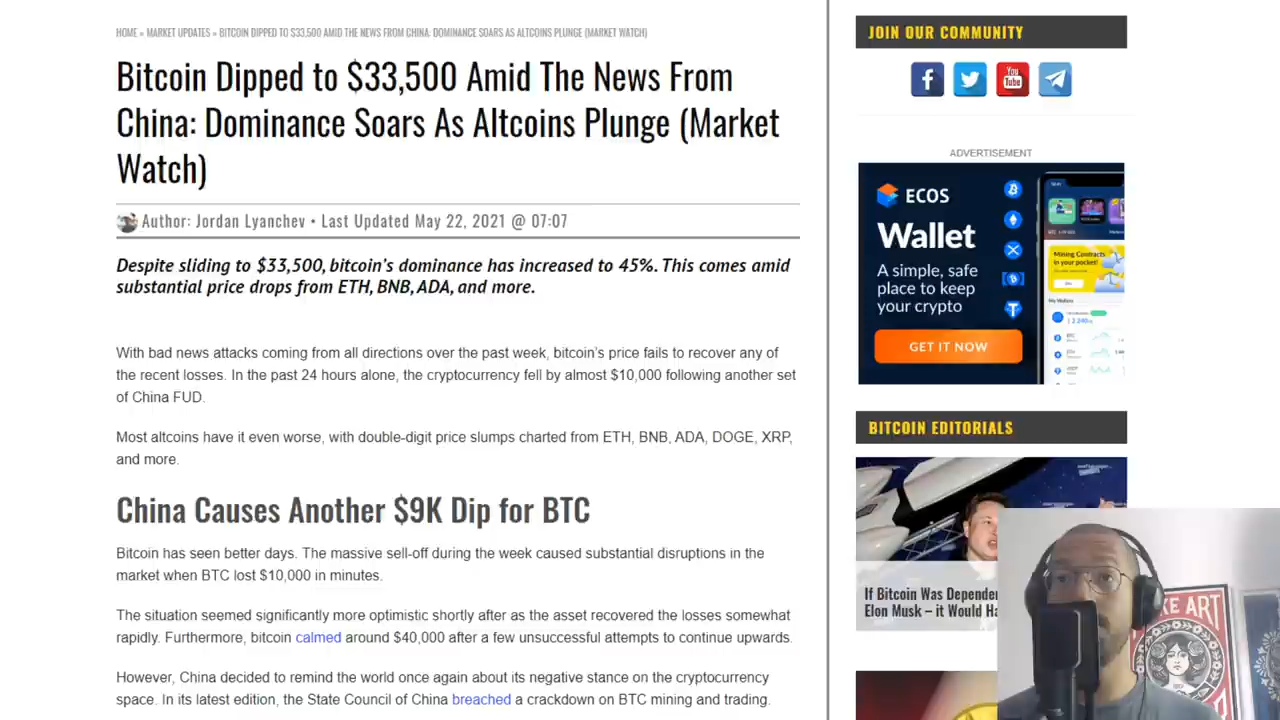 HOME » MARKET UPDATES » BITCOIN DIPPED TO $33,500 AMID THE NEWS FROM CHINA: DOMINANCE SOARS AS ALTCOINS PLUNGE (MARKET WATCH)
Bitcoin Dipped to $33,500 Amid The News From
China: Dominance Soars As Altcoins Plunge (Market
Watch)
Author: Jordan Lyanchev • Last Updated May 22, 2021 @ 07:07
Despite sliding to $33,500, bitcoin's dominance has increased to 45%. This comes amid
substantial price drops from ETH, BNB, ADA, and more.
With bad news attacks coming from all directions over the past week, bitcoin's price fails to recover any of
the recent losses. In the past 24 hours alone, the cryptocurrency fell by almost $10,000 following another set
of China FUD.
Most altcoins have it even worse, with double-digit price slumps charted from ETH, BNB, ADA, DOGE, XRP,
and more.
China Causes Another $9K Dip for BTC
Bitcoin has seen better days. The massive sell-off during the week caused substantial disruptions in the
market when BTC lost $10,000 in minutes.
The situation seemed significantly more optimistic shortly after as the asset recovered the losses somewhat
rapidly. Furthermore, bitcoin calmed around $40,000 after a few unsuccessful attempts to continue upwards.
However, China decided to remind the world once again about its negative stance on the cryptocurrency
space. In its latest edition, the State Council of China breached a crackdown on BTC mining and trading.
JOIN OUR COMMUNITY
You
Tube
ADVERTISEMENT
ECOS
Wallet
A simple, safe
place to keep
your crypto
GET IT NOW
Mining Contracts
in your pocket!
My Wallets
BITCOIN EDITORIALS
If Bitcoin Was Depende
Elon Musk – it Would Ha
KE ART